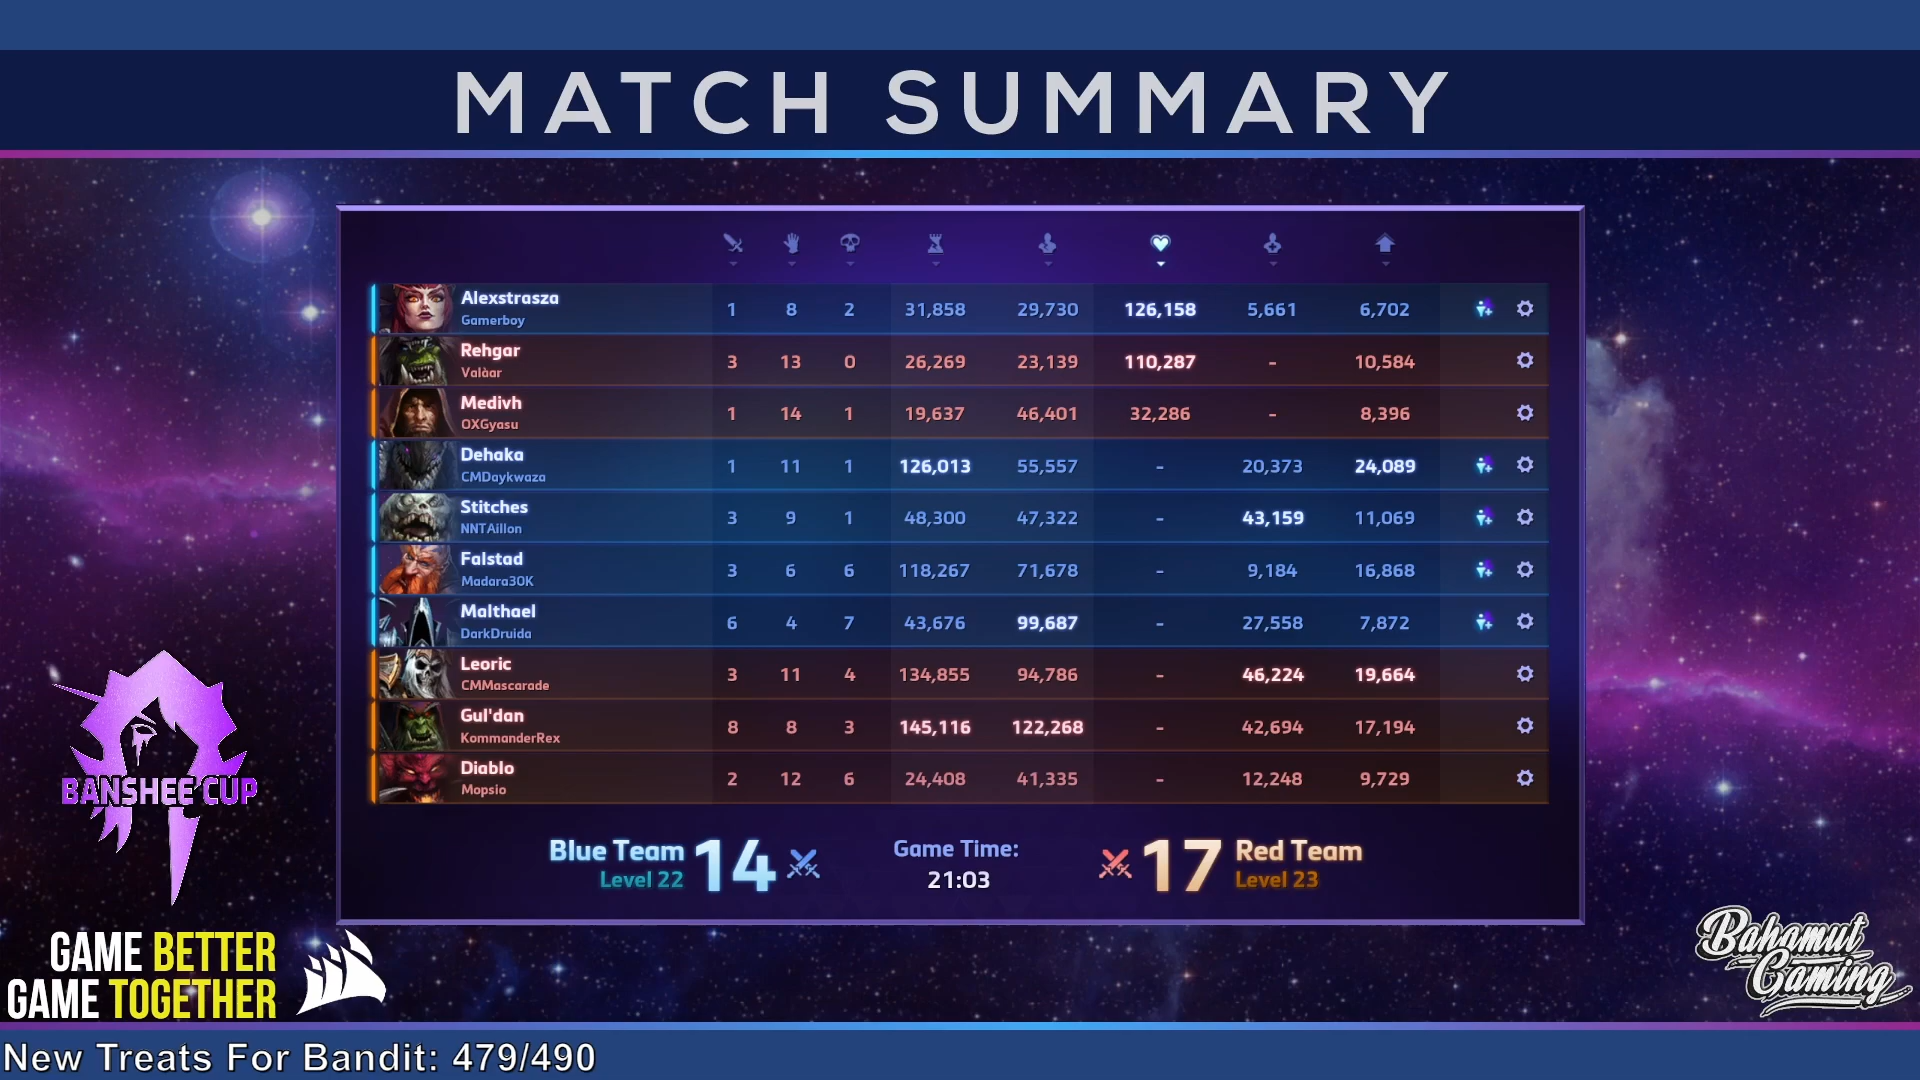 MATCH SUMMARY
Alexstrasza
Gamerboy
1 8 2 31,858 29,730 126,158 5,661 6,702
Rehgar
Valàar
3 13 0 26,269 23,139 110,287 - 10,584
Medivh
OXGyasu
1 14 1 19,637 46,401 32,286 - 8,396
Dehaka
CMDaykwaza
1 11 1 126,013 55,557 - 20,373 24,089
Stitches
NNTAillon
3 9 1 48,300 47,322 - 43,159 11,069
Falstad
Madara30K
3 6 6 118,267 71,678 - 9,184 16,868
Malthael
DarkDruida
6 4 7 43,676 99,687 - 27,558 7,872
Leoric
CMMascarade
3 11 4 134,855 94,786 - 46,224 19,664
Gul'dan
KommanderRex
8 8 3 145,116 122,268 - 42,694 17,194
Diablo
Mopsio
2 12 6 24,408 41,335 - 12,248 9,729
Blue Team 14
Level 22
Game Time:
21:03
17 Red Team
Level 23
BANSHEE CUP
GAME BETTER
GAME TOGETHER
Bahamut
Gaming
New Treats For Bandit: 479/490